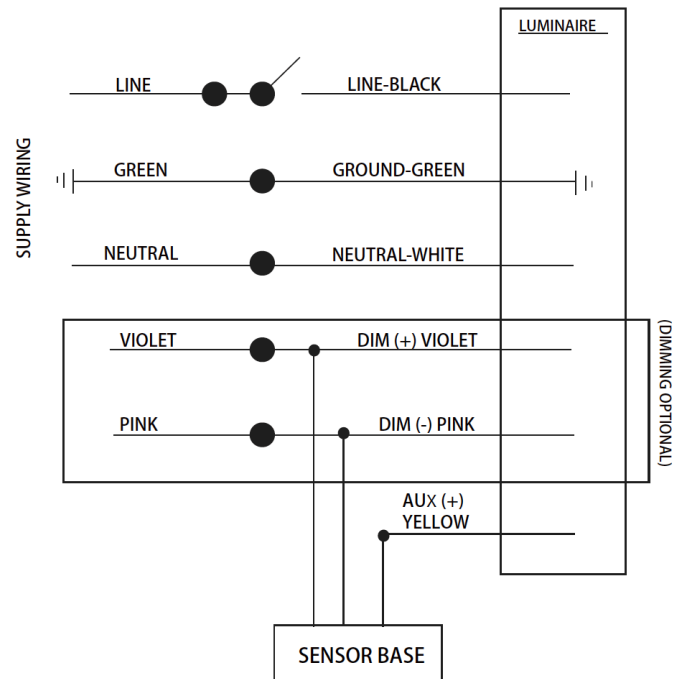 LUMINAIRE
LINE
LINE-BLACK
SUPPLY WIRING
GREEN
GROUND-GREEN
NEUTRAL
NEUTRAL-WHITE
VIOLET
DIM (+) VIOLET
(DIMMING OPTIONAL)
PINK
DIM (-) PINK
AUX (+)
YELLOW
SENSOR BASE